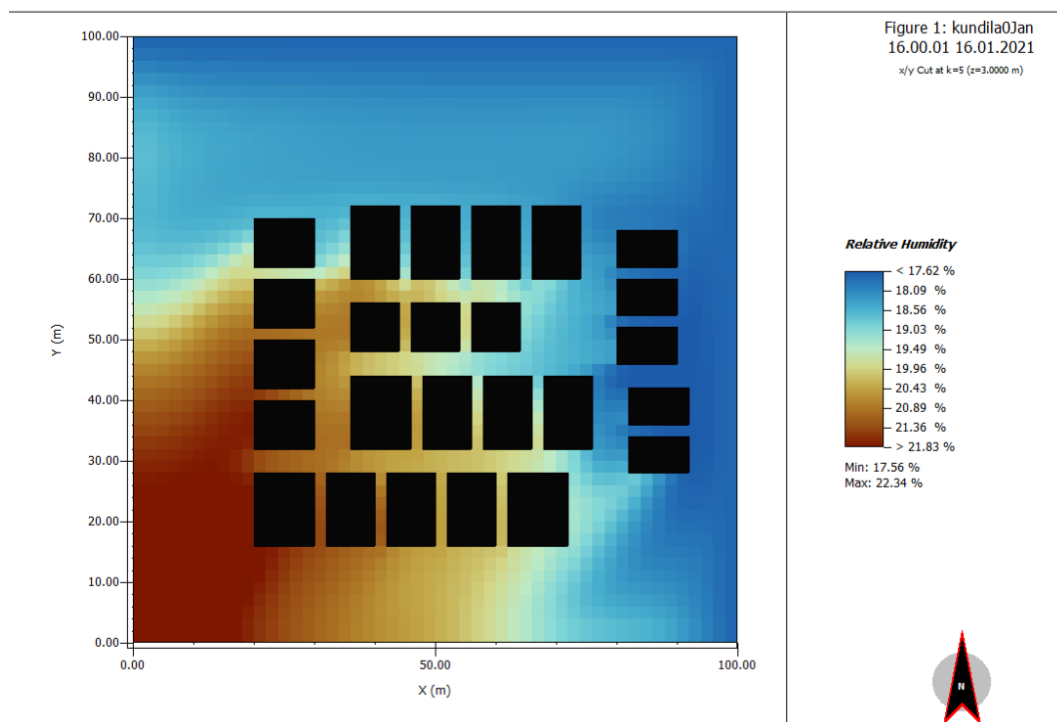 Figure 1: kundila0Jan
16.00.01 16.01.2021
x/y Cut at k=5 (z=3.0000 m)
100.00
90.00
80.00
70.00
60.00
50.00
40.00
30.00
20.00
10.00
0.00
Y (m)
0.00
50.00
100.00
X (m)
Relative Humidity
< 17.62 %
18.09 %
18.56 %
19.03 %
19.49 %
19.96 %
20.43 %
20.89 %
21.36 %
> 21.83 %
Min: 17.56 %
Max: 22.34 %
N